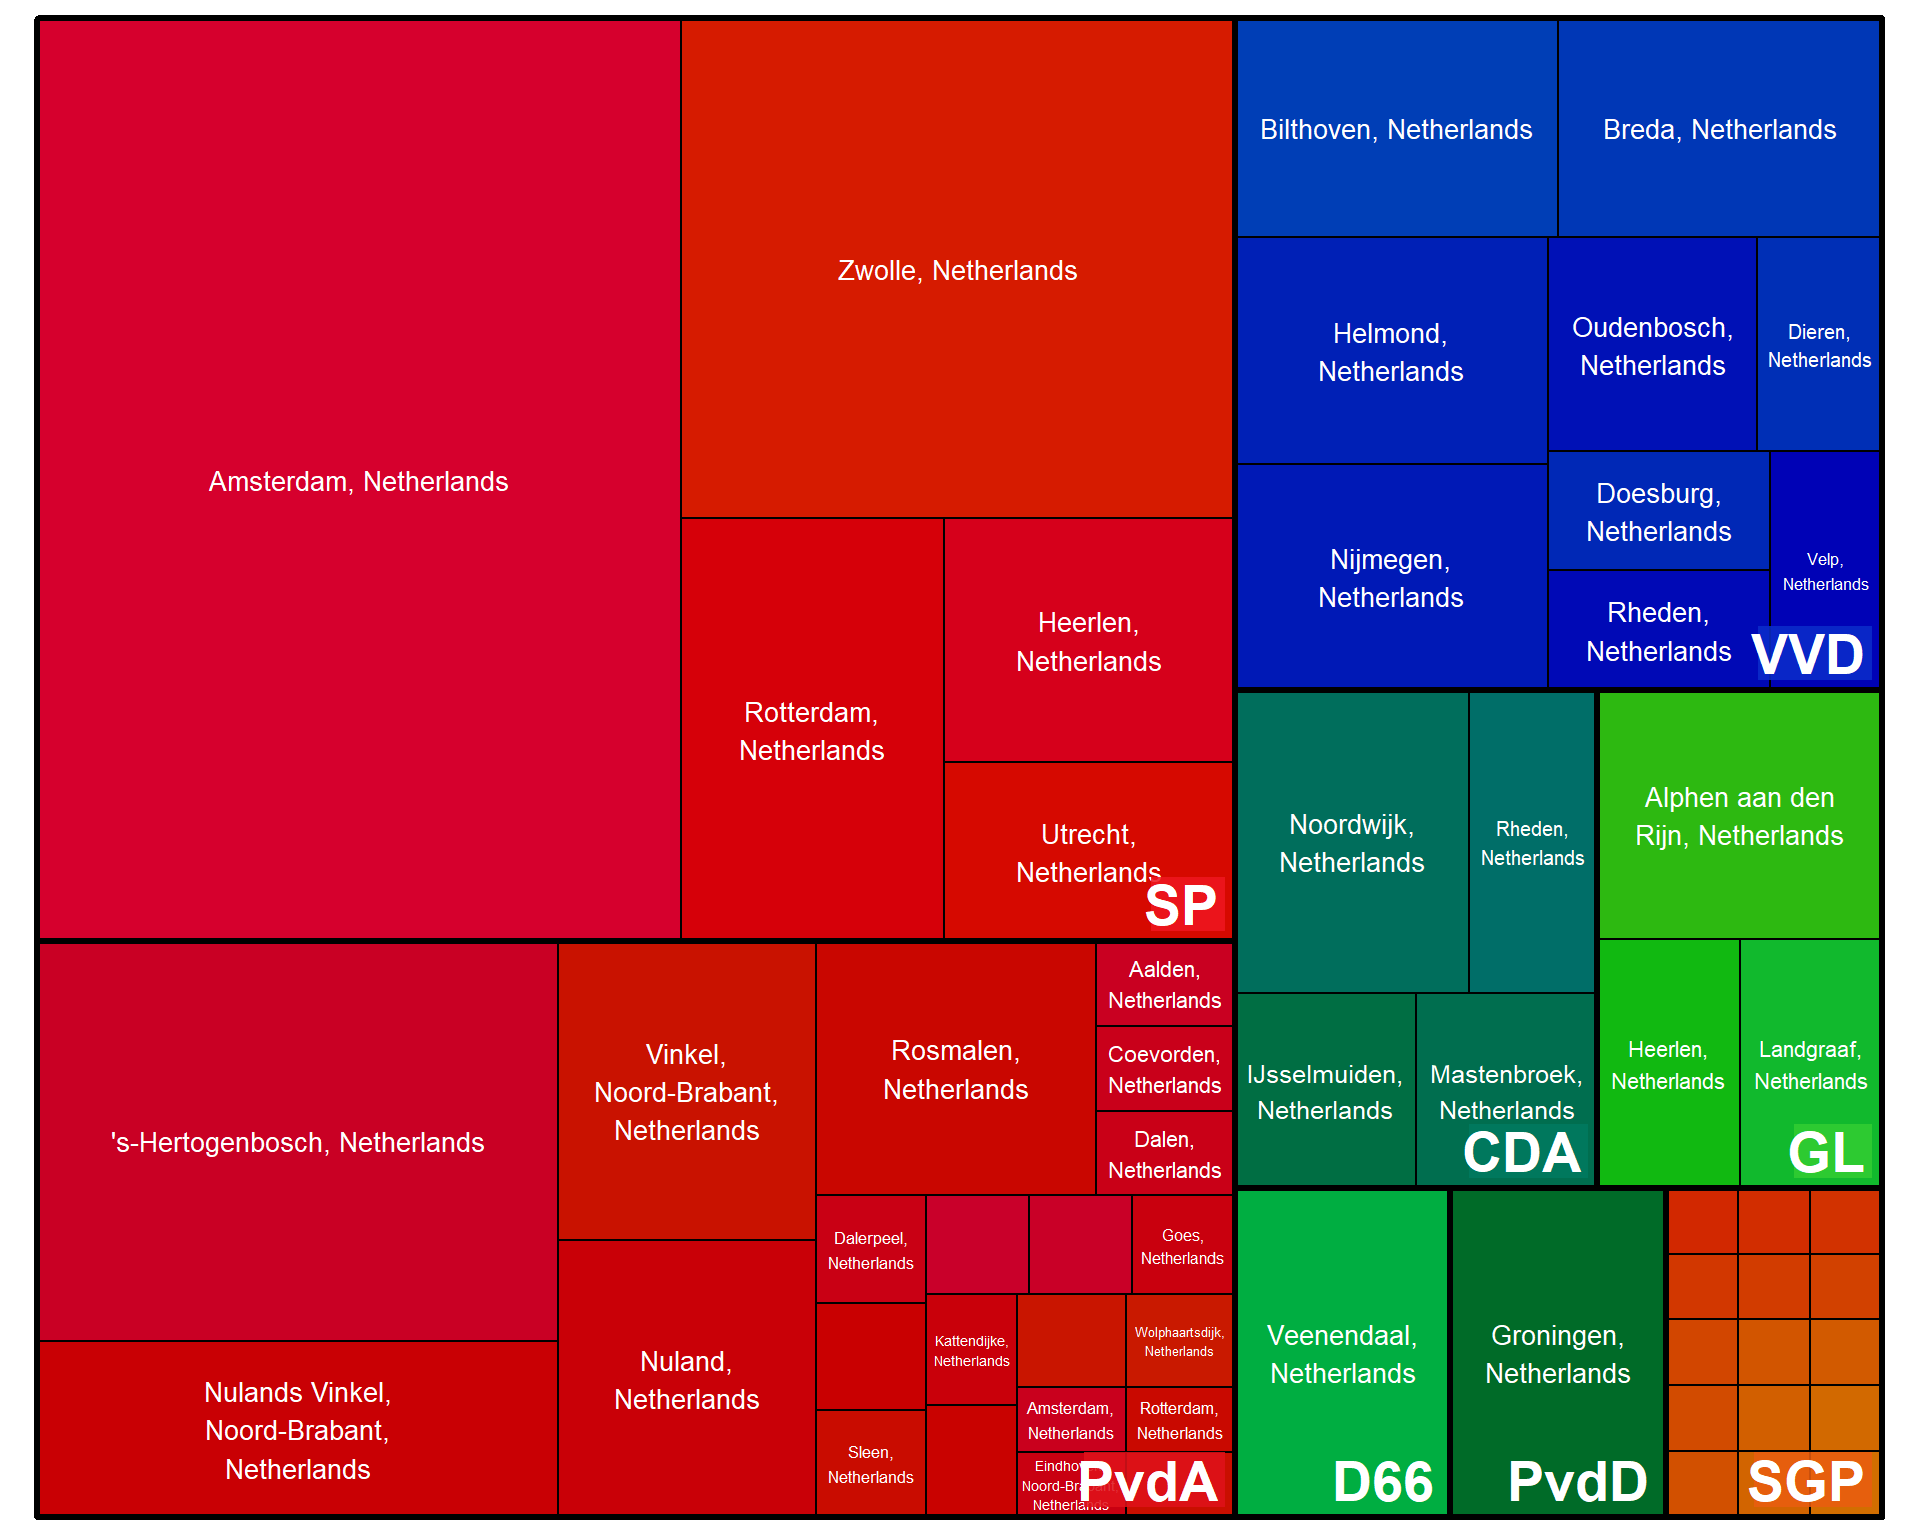 Amsterdam, Netherlands
Zwolle, Netherlands
Rotterdam,
Netherlands
Heerlen,
Netherlands
Utrecht,
Netherlands
SP
Bilthoven, Netherlands
Breda, Netherlands
Helmond,
Netherlands
Oudenbosch,
Netherlands
Dieren,
Netherlands
Nijmegen,
Netherlands
Doesburg,
Netherlands
Rheden,
Netherlands
Velp,
Netherlands
VVD
's-Hertogenbosch, Netherlands
Nulands Vinkel,
Noord-Brabant,
Netherlands
Vinkel,
Noord-Brabant,
Netherlands
Nuland,
Netherlands
Rosmalen,
Netherlands
Aalden,
Netherlands
Coevorden,
Netherlands
Dalen,
Netherlands
Dalerpeel,
Netherlands
Goes,
Netherlands
Kattendijke,
Netherlands
Wolphaartsdijk,
Netherlands
Sleen,
Netherlands
Amsterdam,
Netherlands
Rotterdam,
Netherlands
Eindhoven,
Noord-Brabant,
Netherlands
PvdA
Noordwijk,
Netherlands
Rheden,
Netherlands
IJsselmuiden,
Netherlands
Mastenbroek,
Netherlands
CDA
Alphen aan den
Rijn, Netherlands
Heerlen,
Netherlands
Landgraaf,
Netherlands
GL
Veenendaal,
Netherlands
D66
Groningen,
Netherlands
PvdD
SGP